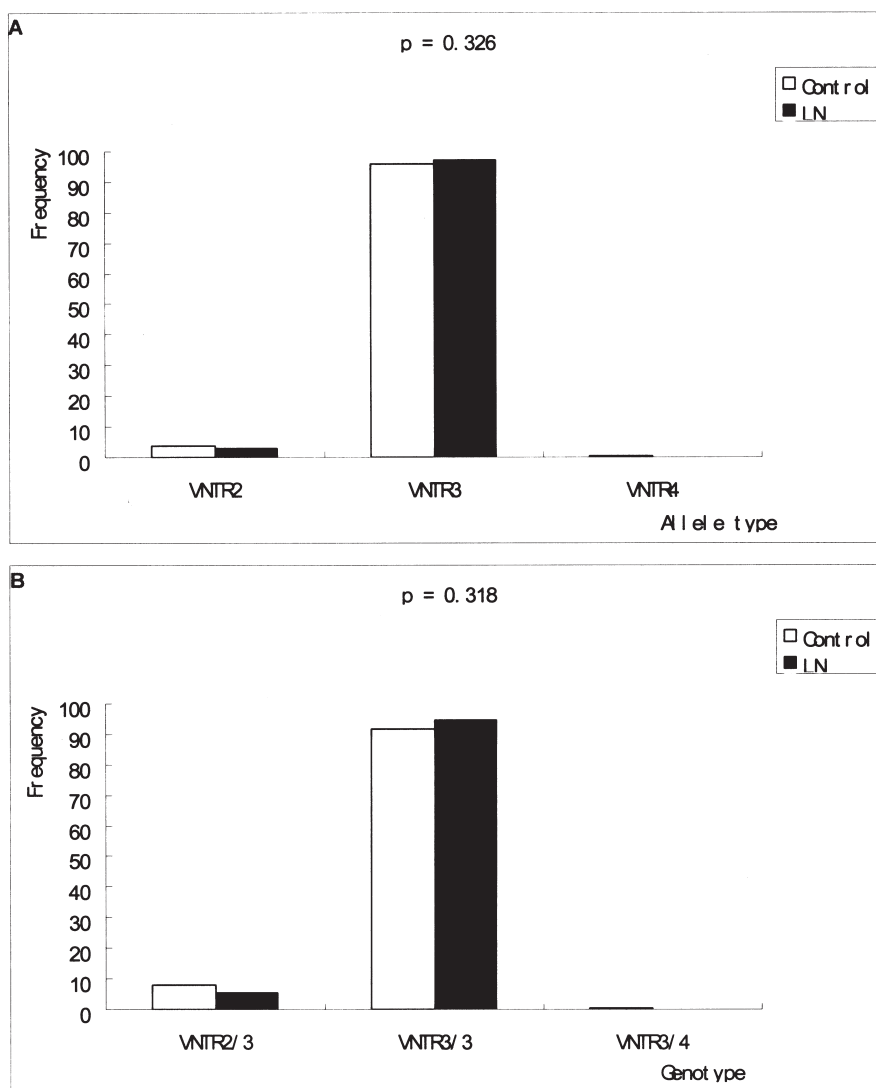 A
p = 0.326
Control
LN
Frequency
100
90
80
70
60
50
40
30
20
10
0
VNTR2
VNTR3
VNTR4
Allele type
B
p = 0.318
Control
LN
Frequency
100
90
80
70
60
50
40
30
20
10
0
VNTR2/3
VNTR3/3
VNTR3/4
Genotype